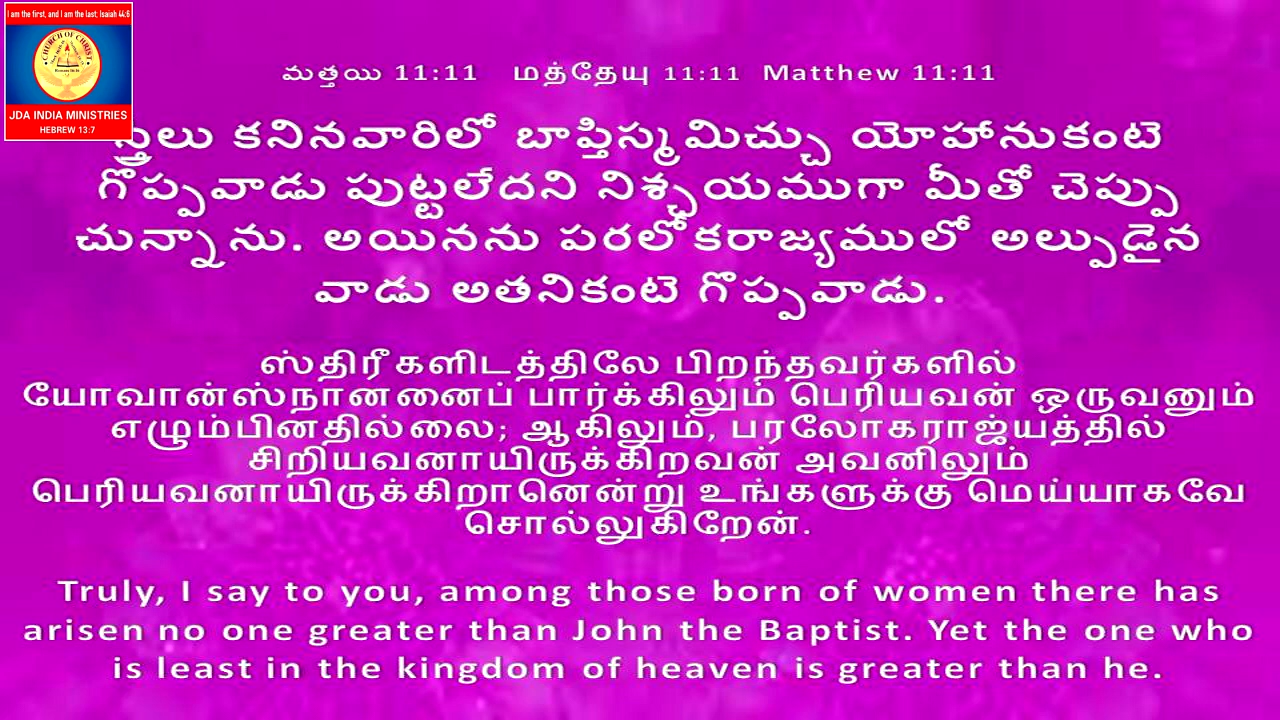 I am the first, and I am the last; Isaiah 44:6
CHURCH OF CHRIST
JDA INDIA MINISTRIES
HEBREW 13:7
మత్తయి 11:11 மத்தேயு 11:11 Matthew 11:11
స్త్రీలు కనినవారిలో బాప్తిస్మమిచ్చు యోహానుకంటె
గొప్పవాడు పుట్టలేదని నిశ్చయముగా మీతో చెప్పు
చున్నాను. అయినను పరలోకరాజ్యములో అల్పుడైన
వాడు అతనికంటె గొప్పవాడు.
ஸ்திரீகளிடத்திலே பிறந்தவர்களில்
யோவான்ஸ்நானனைப் பார்க்கிலும் பெரியவன் ஒருவனும்
எழும்பினதில்லை; ஆகிலும், பரலோகராஜ்யத்தில்
சிறியவனாயிருக்கிறவன் அவனிலும்
பெரியவனாயிருக்கிறானென்று உங்களுக்கு மெய்யாகவே
சொல்லுகிறேன்.
Truly, I say to you, among those born of women there has
arisen no one greater than John the Baptist. Yet the one who
is least in the kingdom of heaven is greater than he.